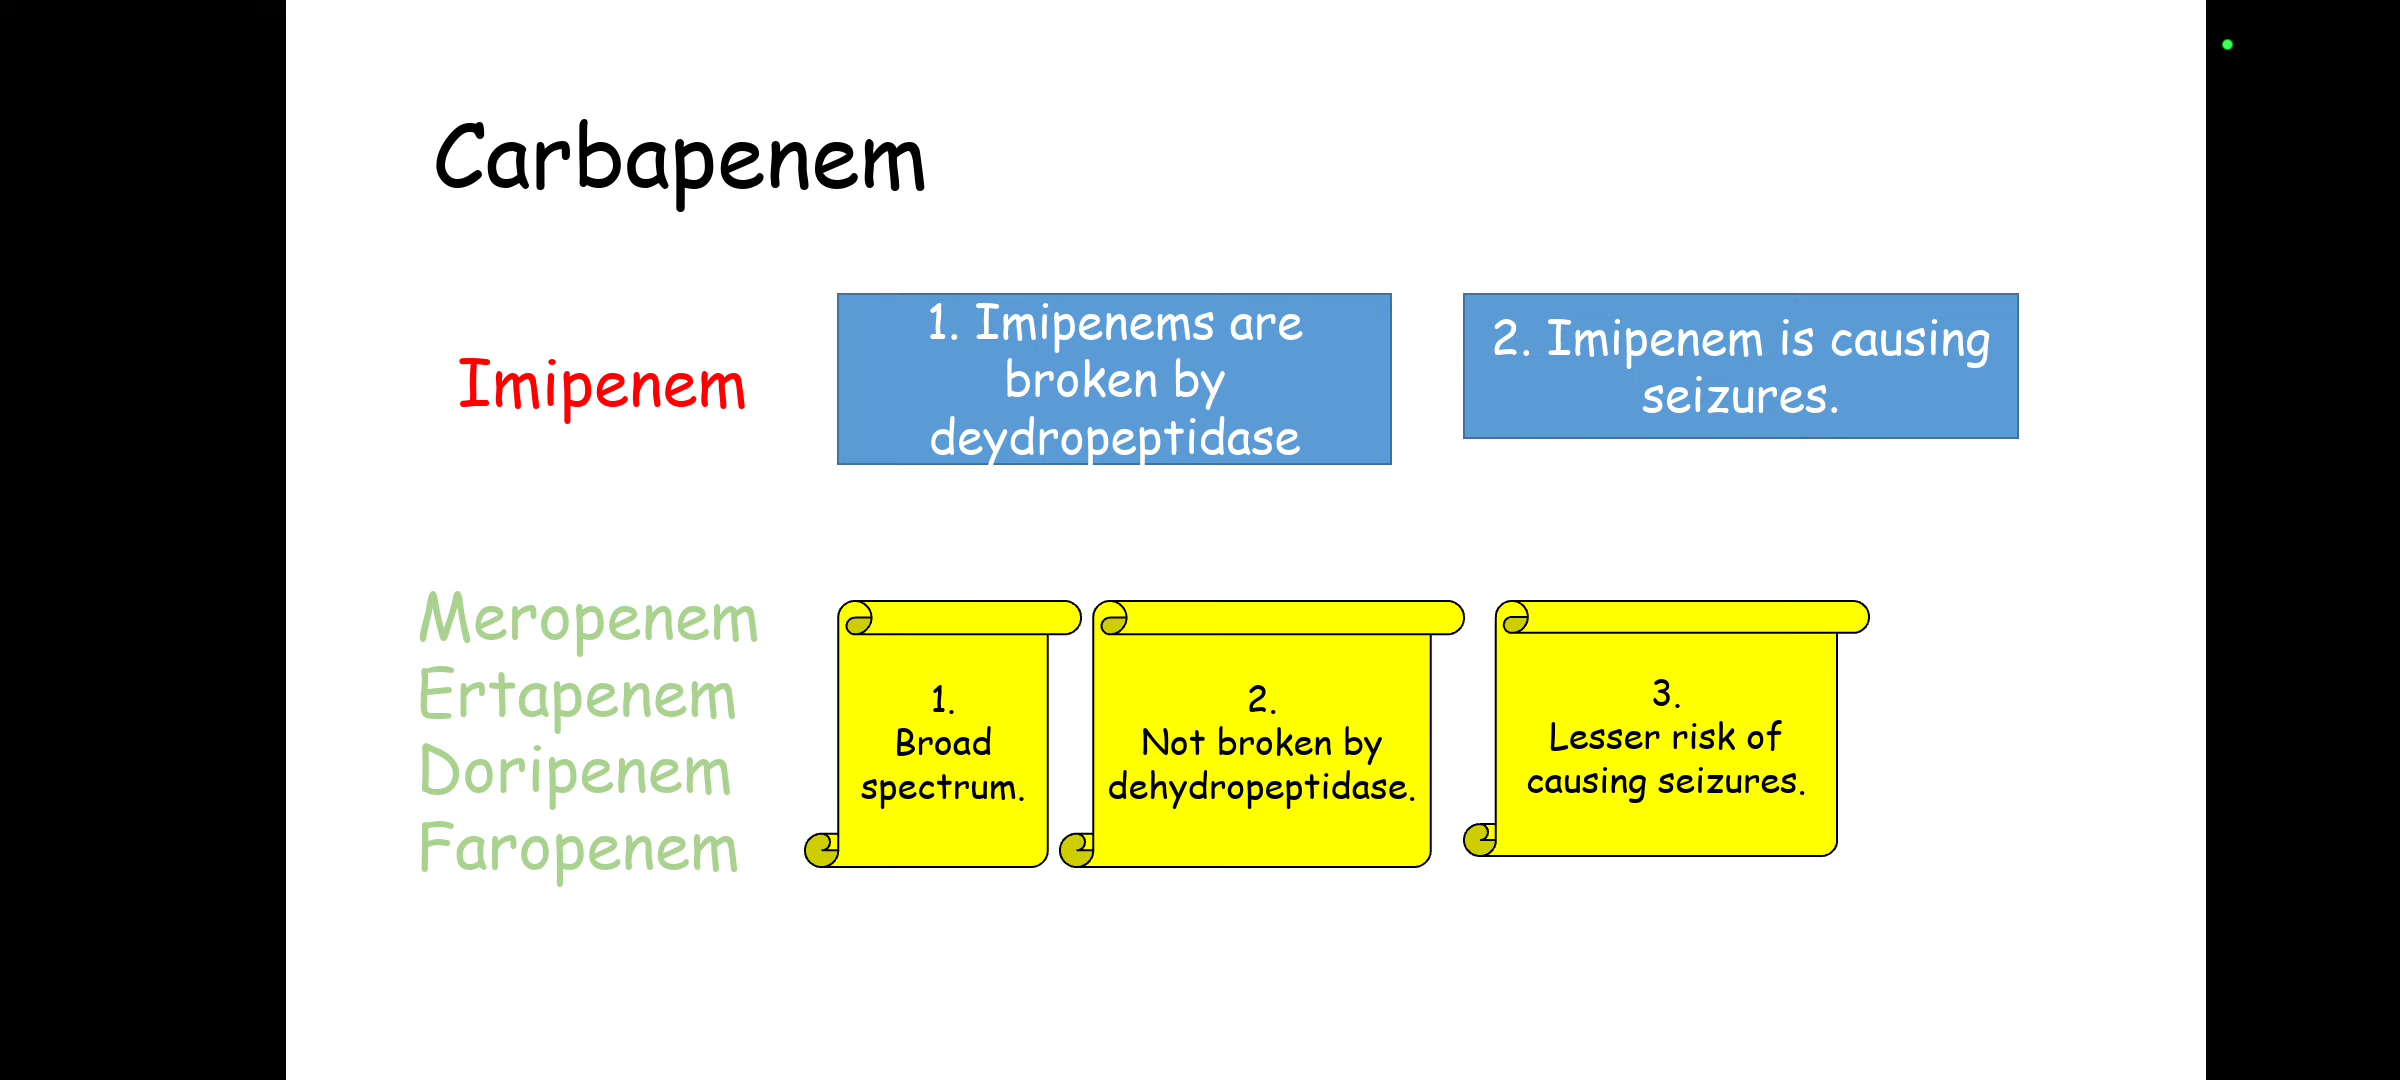 Carbapenem
Imipenem
1. Imipenems are
broken by
deydropeptidase
2. Imipenem is causing
seizures.
Meropenem
Ertapenem
Doripenem
Faropenem
1.
Broad
spectrum.
2.
Not broken by
dehydropeptidase.
3.
Lesser risk of
causing seizures.